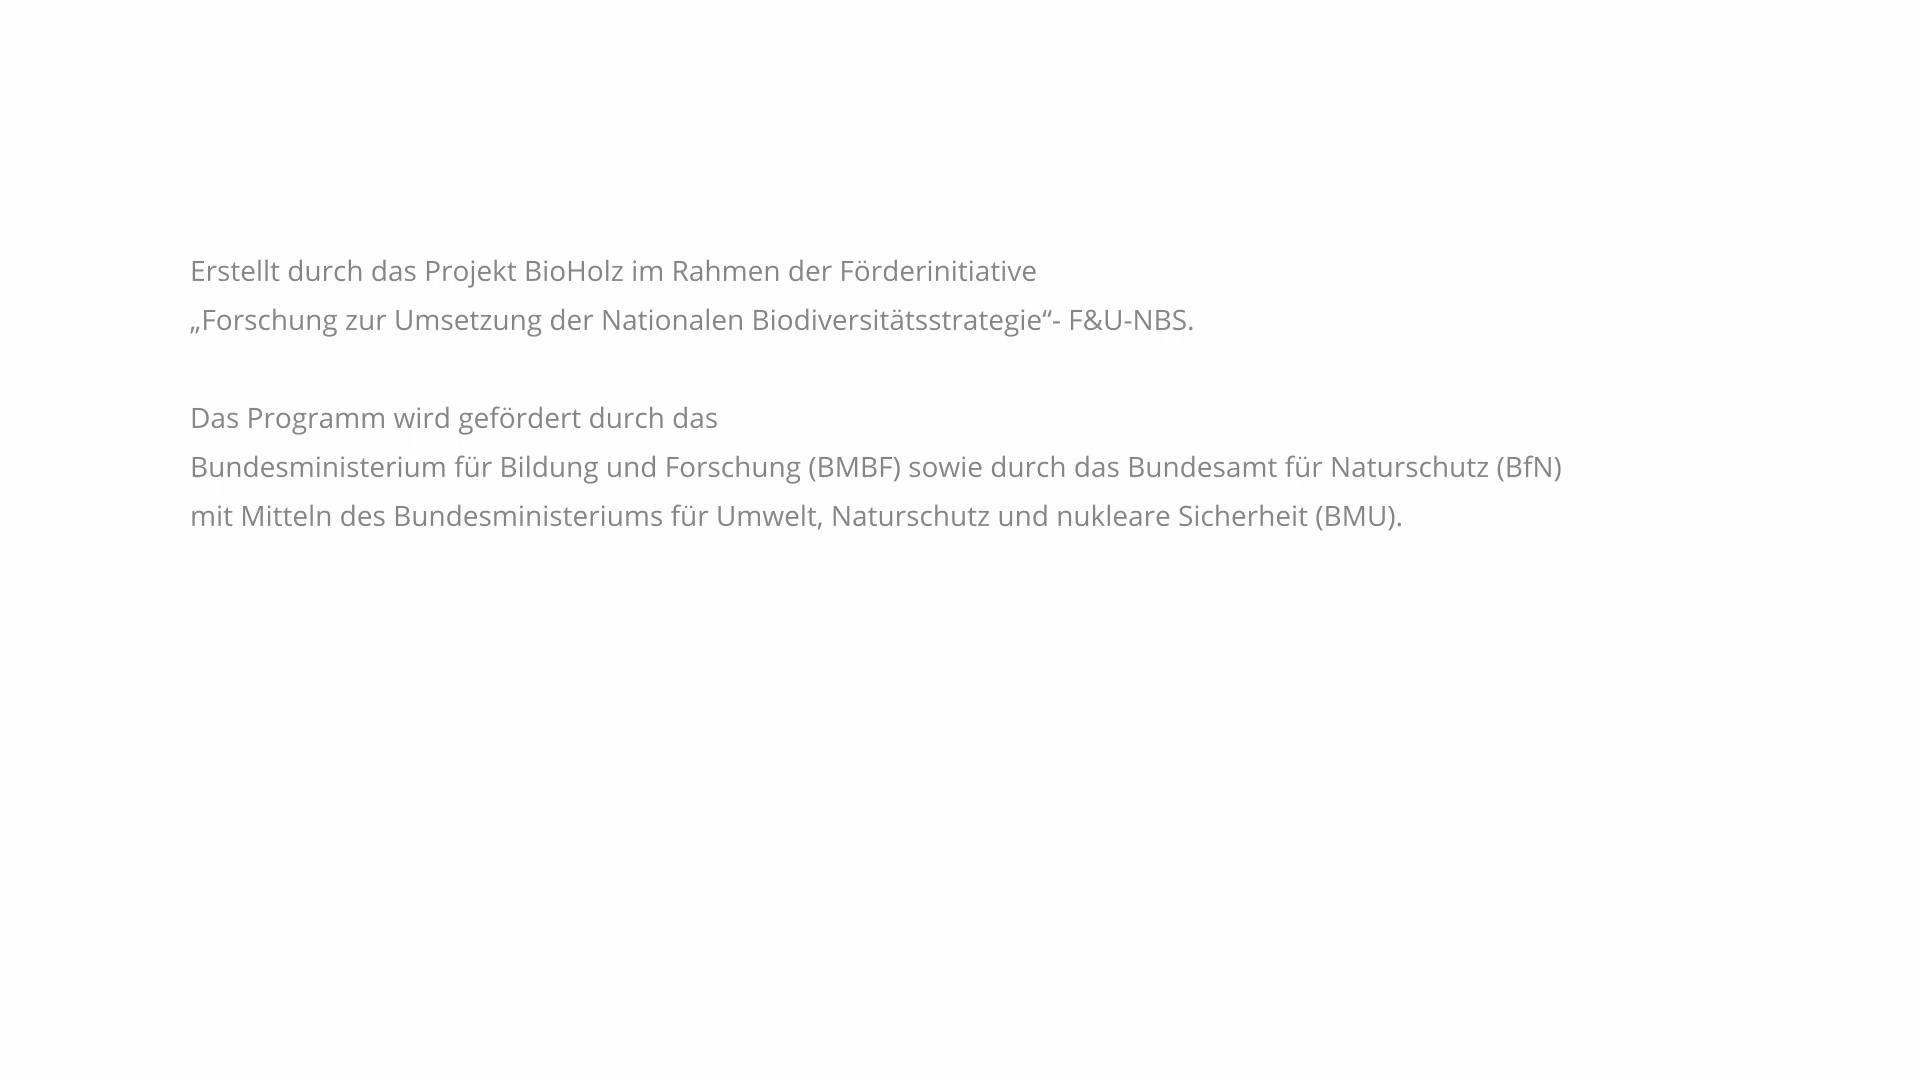 Erstellt durch das Projekt BioHolz im Rahmen der Förderinitiative
„Forschung zur Umsetzung der Nationalen Biodiversitätsstrategie“- F&U-NBS.
Das Programm wird gefördert durch das
Bundesministerium für Bildung und Forschung (BMBF) sowie durch das Bundesamt für Naturschutz (BfN)
mit Mitteln des Bundesministeriums für Umwelt, Naturschutz und nukleare Sicherheit (BMU).